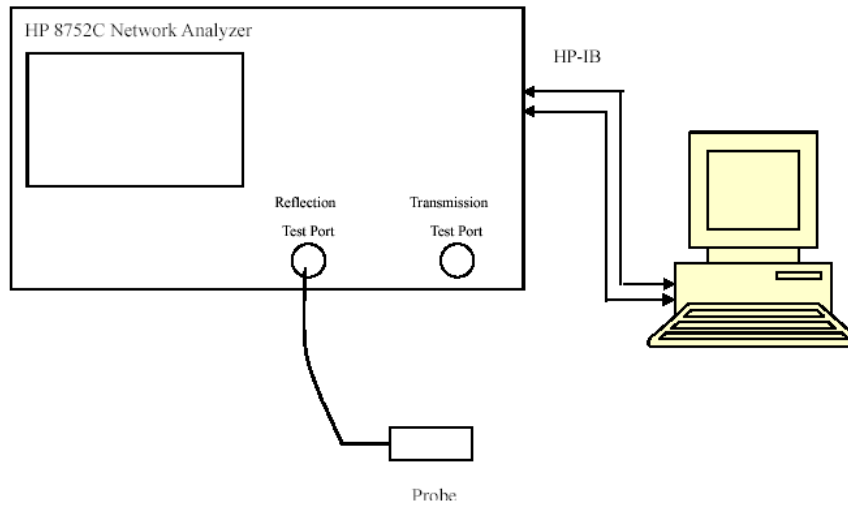 HP 8752C Network Analyzer
HP-IB
Reflection
Test Port
Transmission
Test Port
Probe